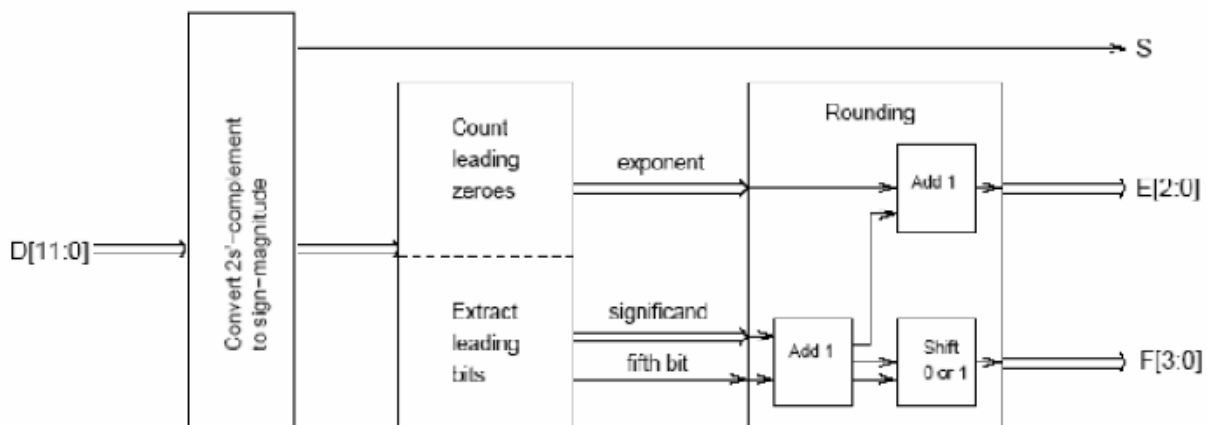 S
Rounding
Count
leading
zeroes
exponent
Add 1
E[2:0]
D[11:0]
Convert 2s'-complement
to sign-magnitude
Extract
leading
bits
significand
fifth bit
Add 1
Shift
0 or 1
F[3:0]